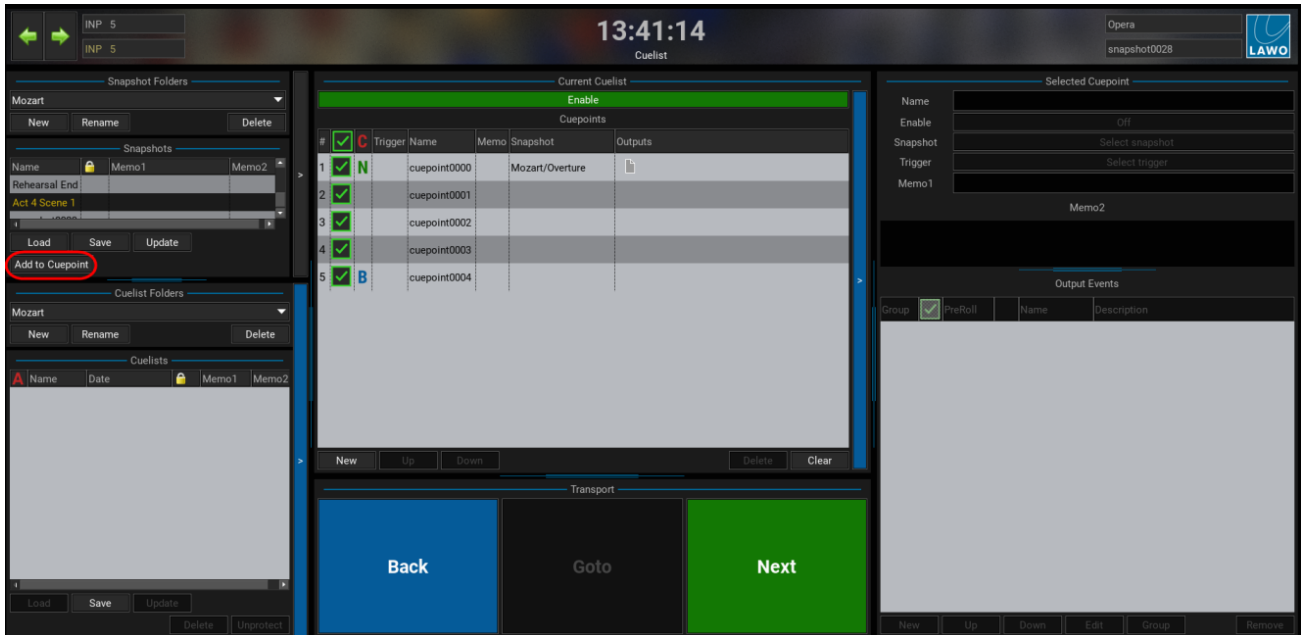 INP 5
INP 5
13:41:14
Cuelist
Opera
snapshot0028
LAWO
Snapshot Folders
Mozart
New Rename Delete
Snapshots
Name Memo1 Memo2
Rehearsal End
Act 4 Scene 1
Load Save Update
Add to Cuepoint
>
Cuelist Folders
Mozart
New Rename Delete
Cuelists
A Name Date Memo1 Memo2
>
Load Save Update
Delete Unprotect
Current Cuelist
Enable
Cuepoints
# C Trigger Name Memo Snapshot Outputs
1 N cuepoint0000 Mozart/Overture
2 cuepoint0001
3 cuepoint0002
4 cuepoint0003
5 B cuepoint0004
>
New Up Down Delete Clear
Transport
Back Goto Next
Selected Cuepoint
Name
Enable Off
Snapshot Select snapshot
Trigger Select trigger
Memo1
Memo2
Output Events
Group PreRoll Name Description
New Up Down Edit Group Remove